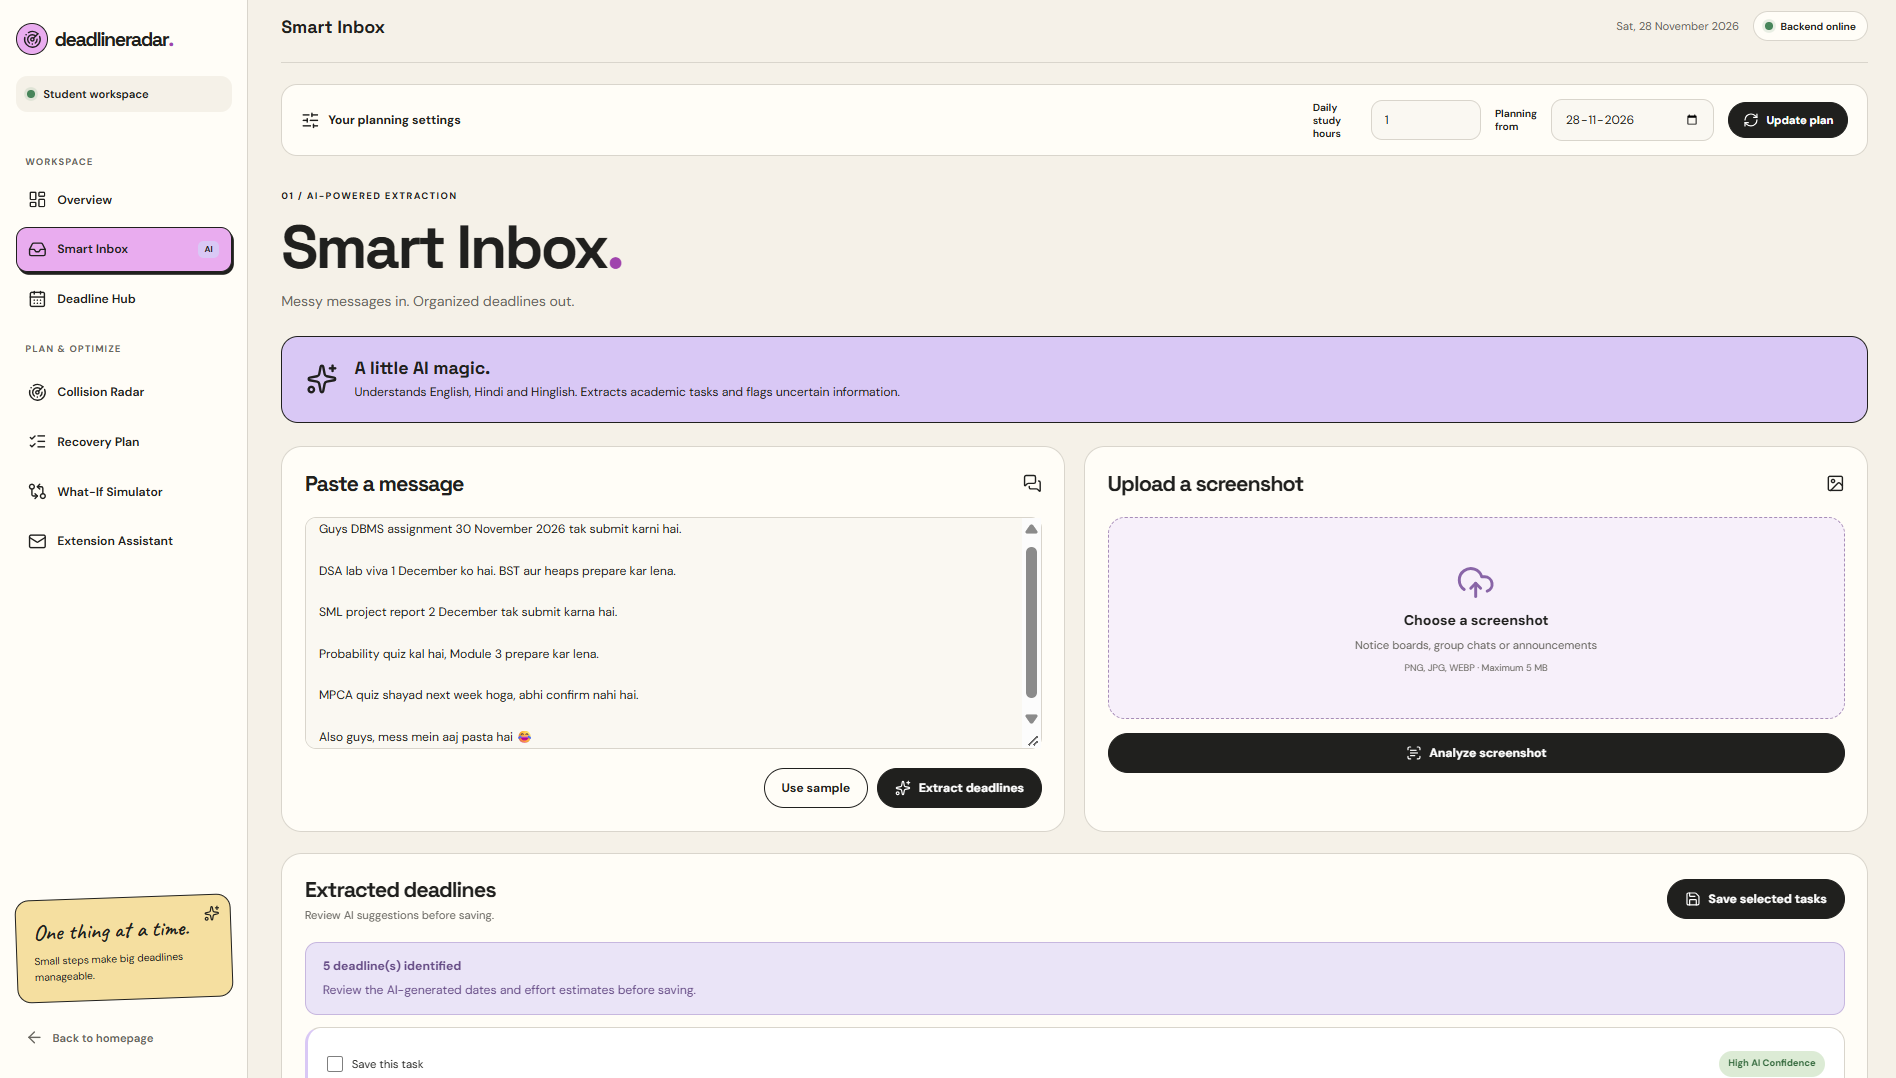 deadlineradar.
Student workspace
WORKSPACE
Overview
Smart Inbox
AI
Deadline Hub
PLAN & OPTIMIZE
Collision Radar
Recovery Plan
What-If Simulator
Extension Assistant
One thing at a time.
Small steps make big deadlines
manageable.
Back to homepage
Smart Inbox
Sat, 28 November 2026
Backend online
Your planning settings
Daily
study
hours
1
Planning
from
28-11-2026
Update plan
01 / AI-POWERED EXTRACTION
Smart Inbox.
Messy messages in. Organized deadlines out.
A little AI magic.
Understands English, Hindi and Hinglish. Extracts academic tasks and flags uncertain information.
Paste a message
Guys DBMS assignment 30 November 2026 tak submit karni hai.
DSA lab viva 1 December ko hai. BST aur heaps prepare kar lena.
SML project report 2 December tak submit karna hai.
Probability quiz kal hai, Module 3 prepare kar lena.
MPCA quiz shayad next week hoga, abhi confirm nahi hai.
Also guys, mess mein aaj pasta hai 😂
Use sample
Extract deadlines
Upload a screenshot
Choose a screenshot
Notice boards, group chats or announcements
PNG, JPG, WEBP · Maximum 5 MB
Analyze screenshot
Extracted deadlines
Review AI suggestions before saving.
Save selected tasks
5 deadline(s) identified
Review the AI-generated dates and effort estimates before saving.
Save this task
High AI Confidence